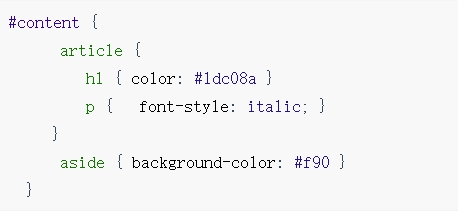 #content {
article {
h1 { color: #1dc08a }
p { font-style: italic; }
}
aside { background-color: #f90 }
}